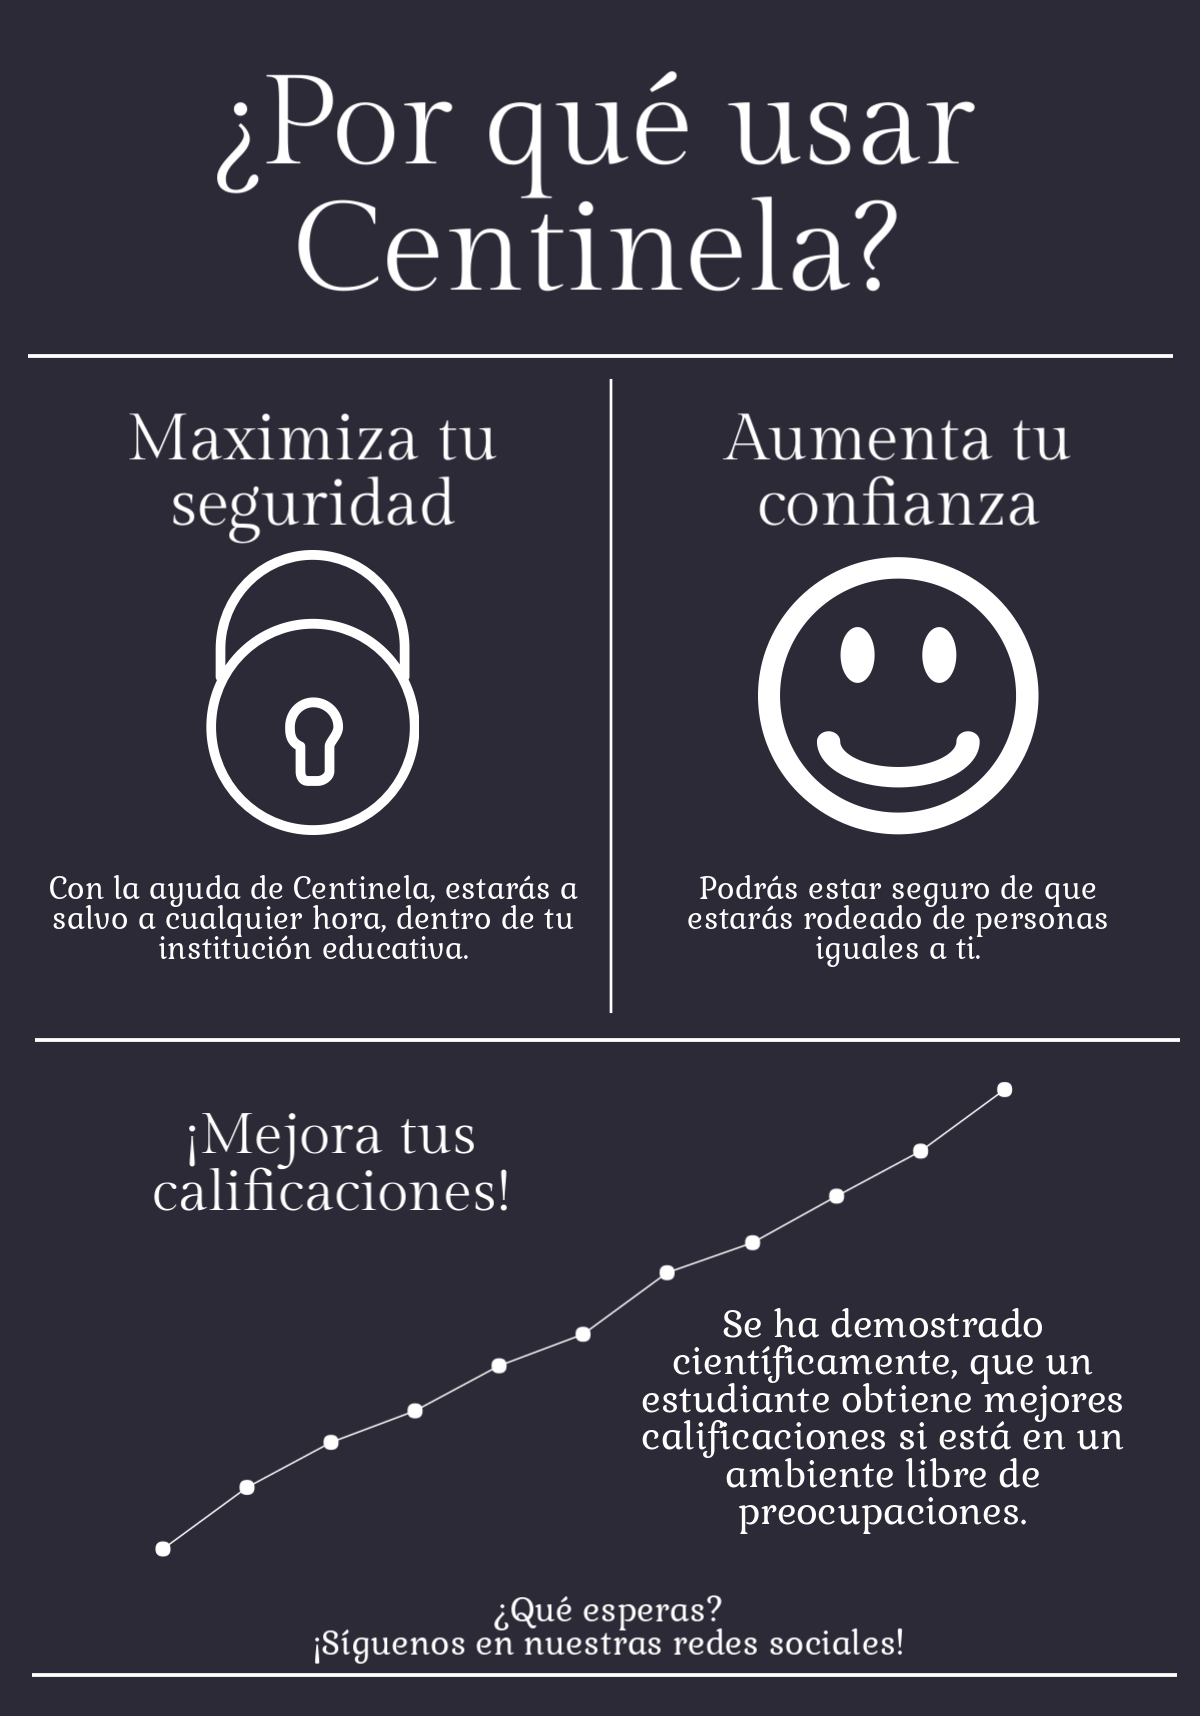 ¿Por qué usar
Centinela?
Maximiza tu
seguridad
Con la ayuda de Centinela, estarás a
salvo a cualquier hora, dentro de tu
institución educativa.
Aumenta tu
confianza
Podrás estar seguro de que
estarás rodeado de personas
iguales a ti.
¡Mejora tus
calificaciones!
Se ha demostrado
científicamente, que un
estudiante obtiene mejores
calificaciones si está en un
ambiente libre de
preocupaciones.
¿Qué esperas?
¡Síguenos en nuestras redes sociales!